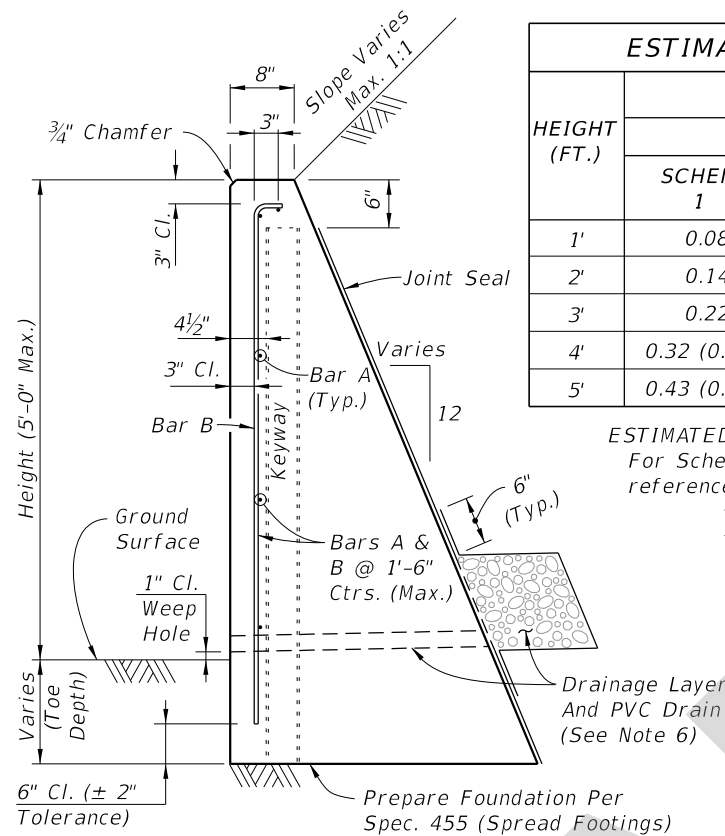 8"
Slope Varies
Max. 1:1
3"
¾" Chamfer
6"
3" Cl.
Joint Seal
4½"
Varies
12
3" Cl.
Bar A
(Typ.)
Bar B
Keyway
Height (5'-0" Max.)
6"
(Typ.)
Ground
Surface
Bars A &
B @ 1'-6"
Ctrs. (Max.)
1" Cl.
Weep
Hole
Varies
(Toe
Depth)
Drainage Layer
And PVC Drain
(See Note 6)
6" Cl. (± 2"
Tolerance)
Prepare Foundation Per
Spec. 455 (Spread Footings)
HEIGHT
(FT.)
1
1' 0.08
2' 0.14
3' 0.22
4' 0.32 (0.
5' 0.43 (0.
ESTIMATED
For